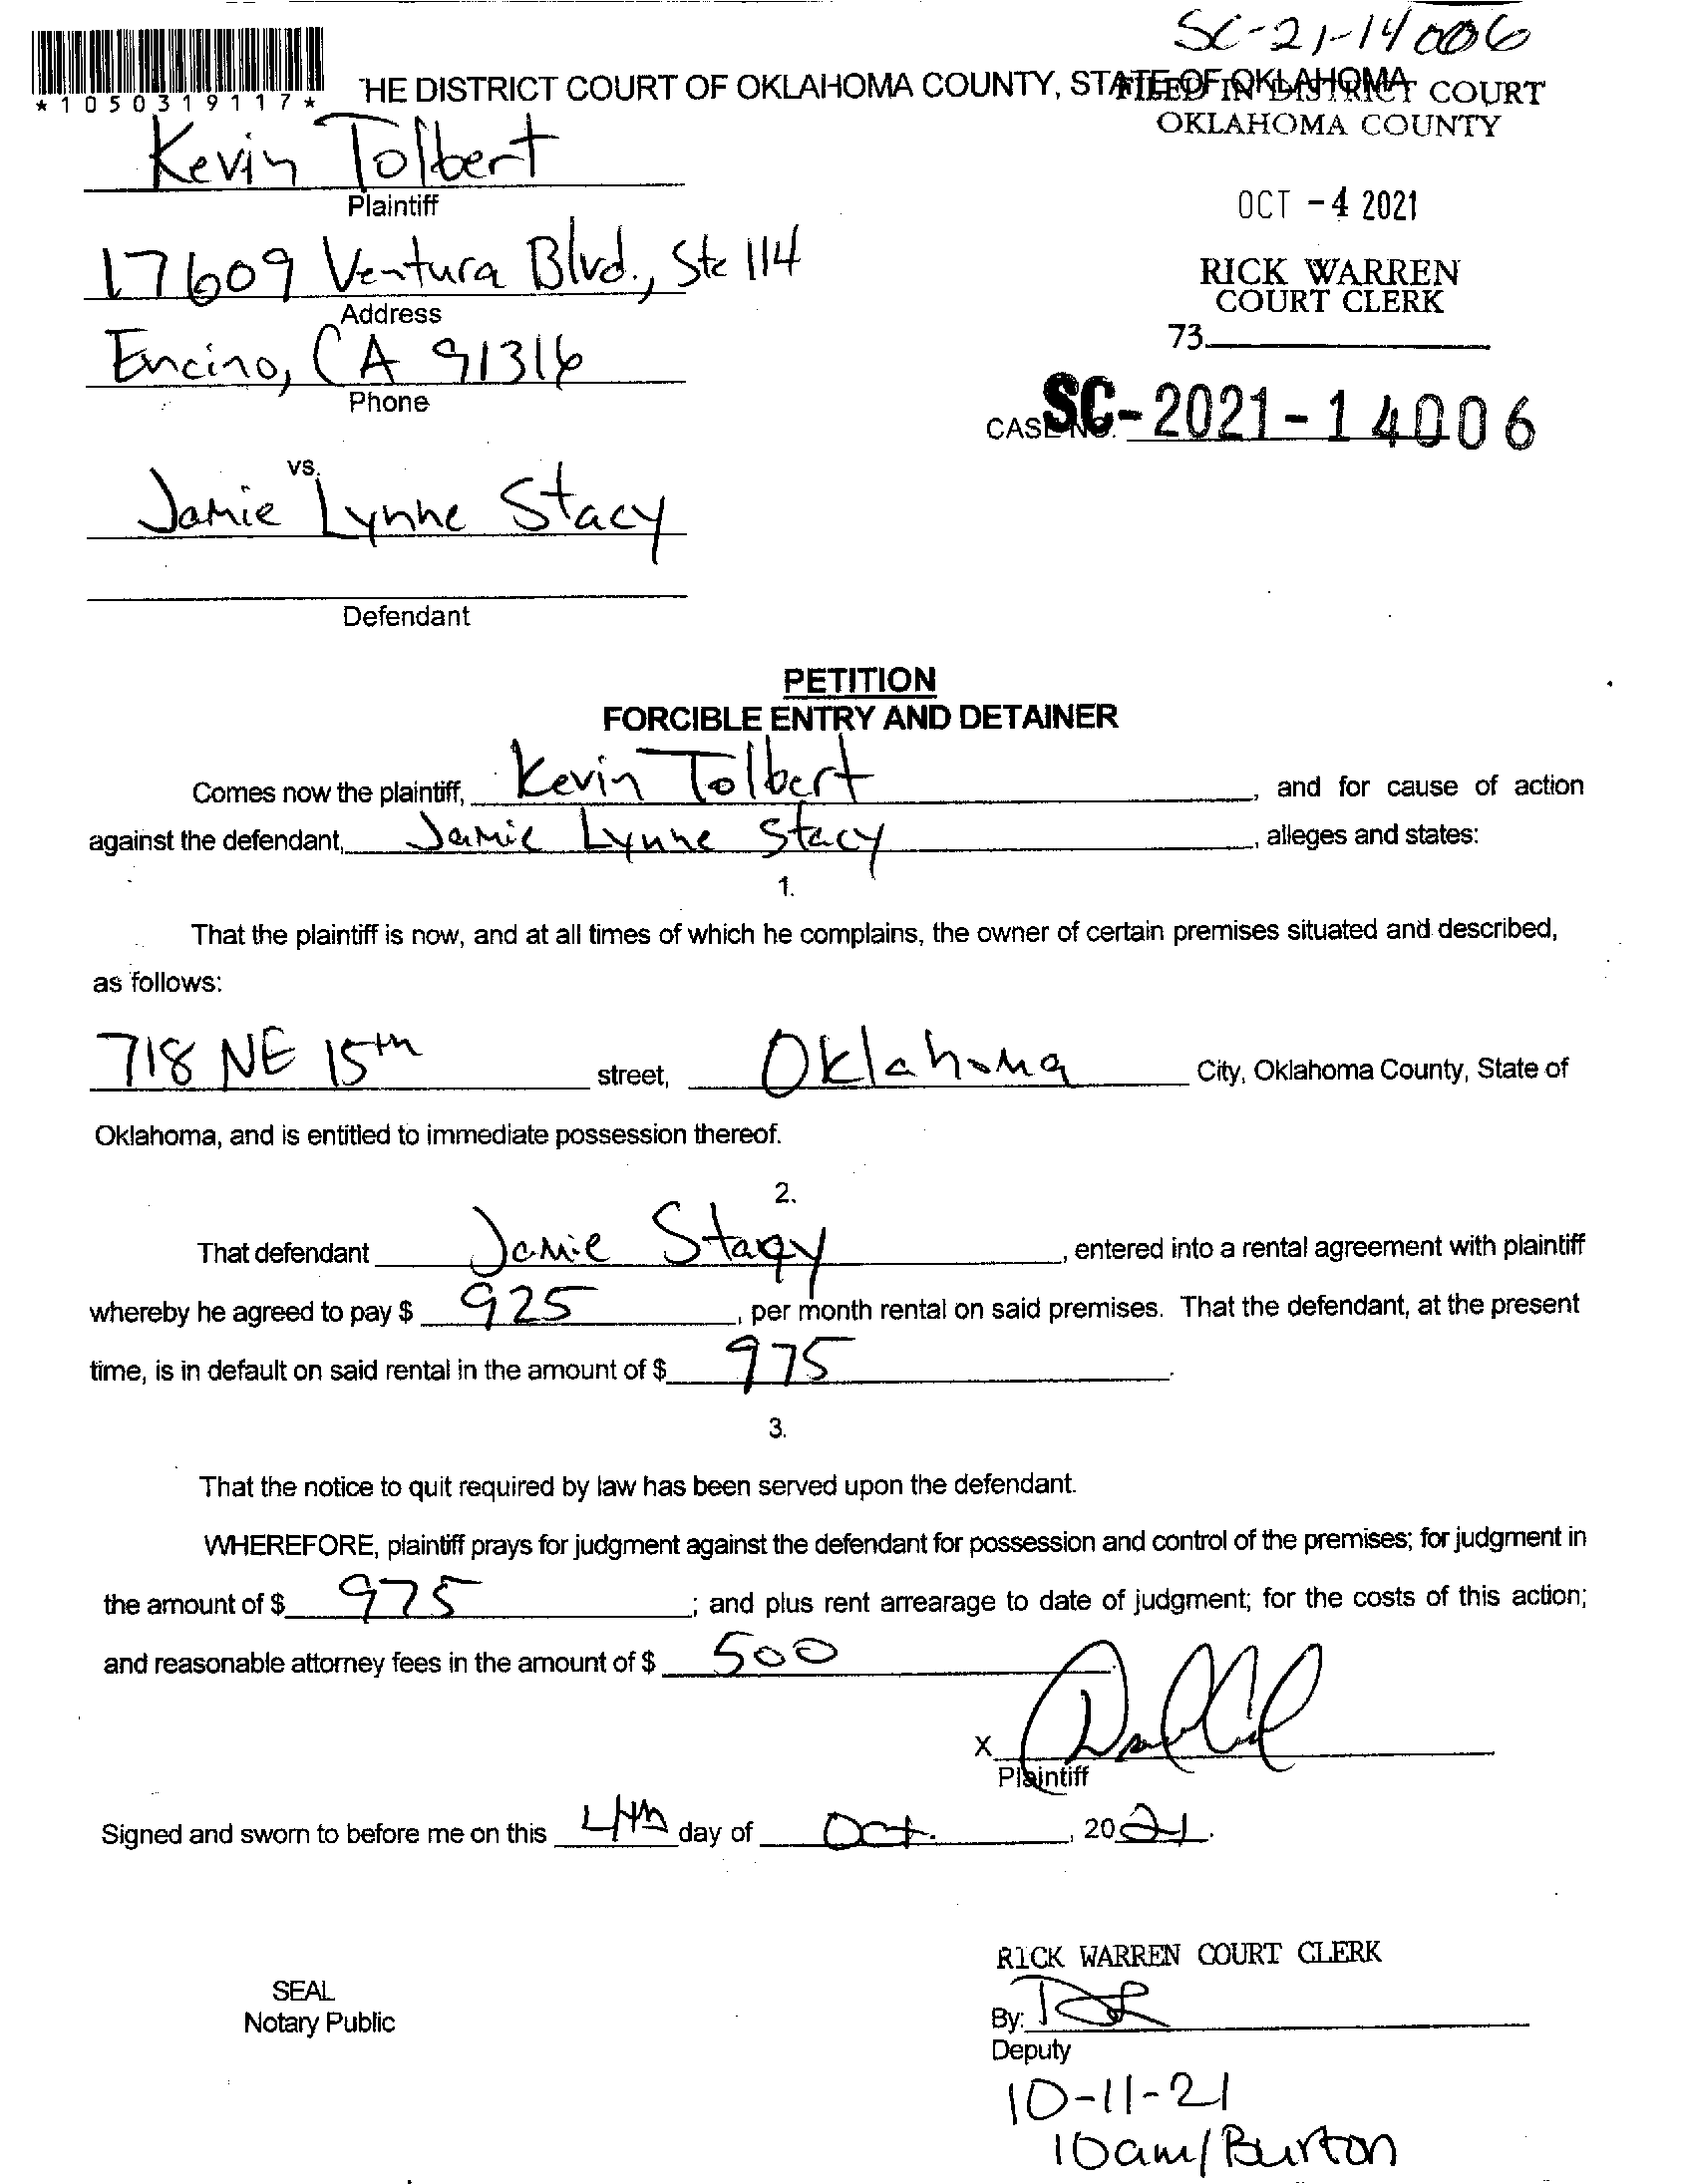 SC-21-14006
*1050319117*
HE DISTRICT COURT OF OKLAHOMA COUNTY, STATE OF OKLAHOMA
FILED IN DISTRICT COURT
OKLAHOMA COUNTY
Kevin Tolbert
Plaintiff
OCT -4 2021
17609 Ventura Blvd., Ste 114
Address
RICK WARREN
COURT CLERK
73
Encino, CA 91316
Phone
CASE NO. SC-2021-14006
vs.
Jamie Lynne Stacy
Defendant
PETITION
FORCIBLE ENTRY AND DETAINER
Comes now the plaintiff, Kevin Tolbert, and for cause of action
against the defendant, Jamie Lynne Stacy, alleges and states:
1.
That the plaintiff is now, and at all times of which he complains, the owner of certain premises situated and described,
as follows:
718 NE 15th street, Oklahoma City, Oklahoma County, State of
Oklahoma, and is entitled to immediate possession thereof.
2.
That defendant Jamie Stacy, entered into a rental agreement with plaintiff
whereby he agreed to pay $ 925, per month rental on said premises. That the defendant, at the present
time, is in default on said rental in the amount of $ 975.
3.
That the notice to quit required by law has been served upon the defendant.
WHEREFORE, plaintiff prays for judgment against the defendant for possession and control of the premises; for judgment in
the amount of $ 975; and plus rent arrearage to date of judgment; for the costs of this action;
and reasonable attorney fees in the amount of $ 500
X
Plaintiff
Signed and sworn to before me on this 4th day of Oct., 2021.
RICK WARREN COURT CLERK
SEAL
Notary Public
By:
Deputy
10-11-21
10am/Burton